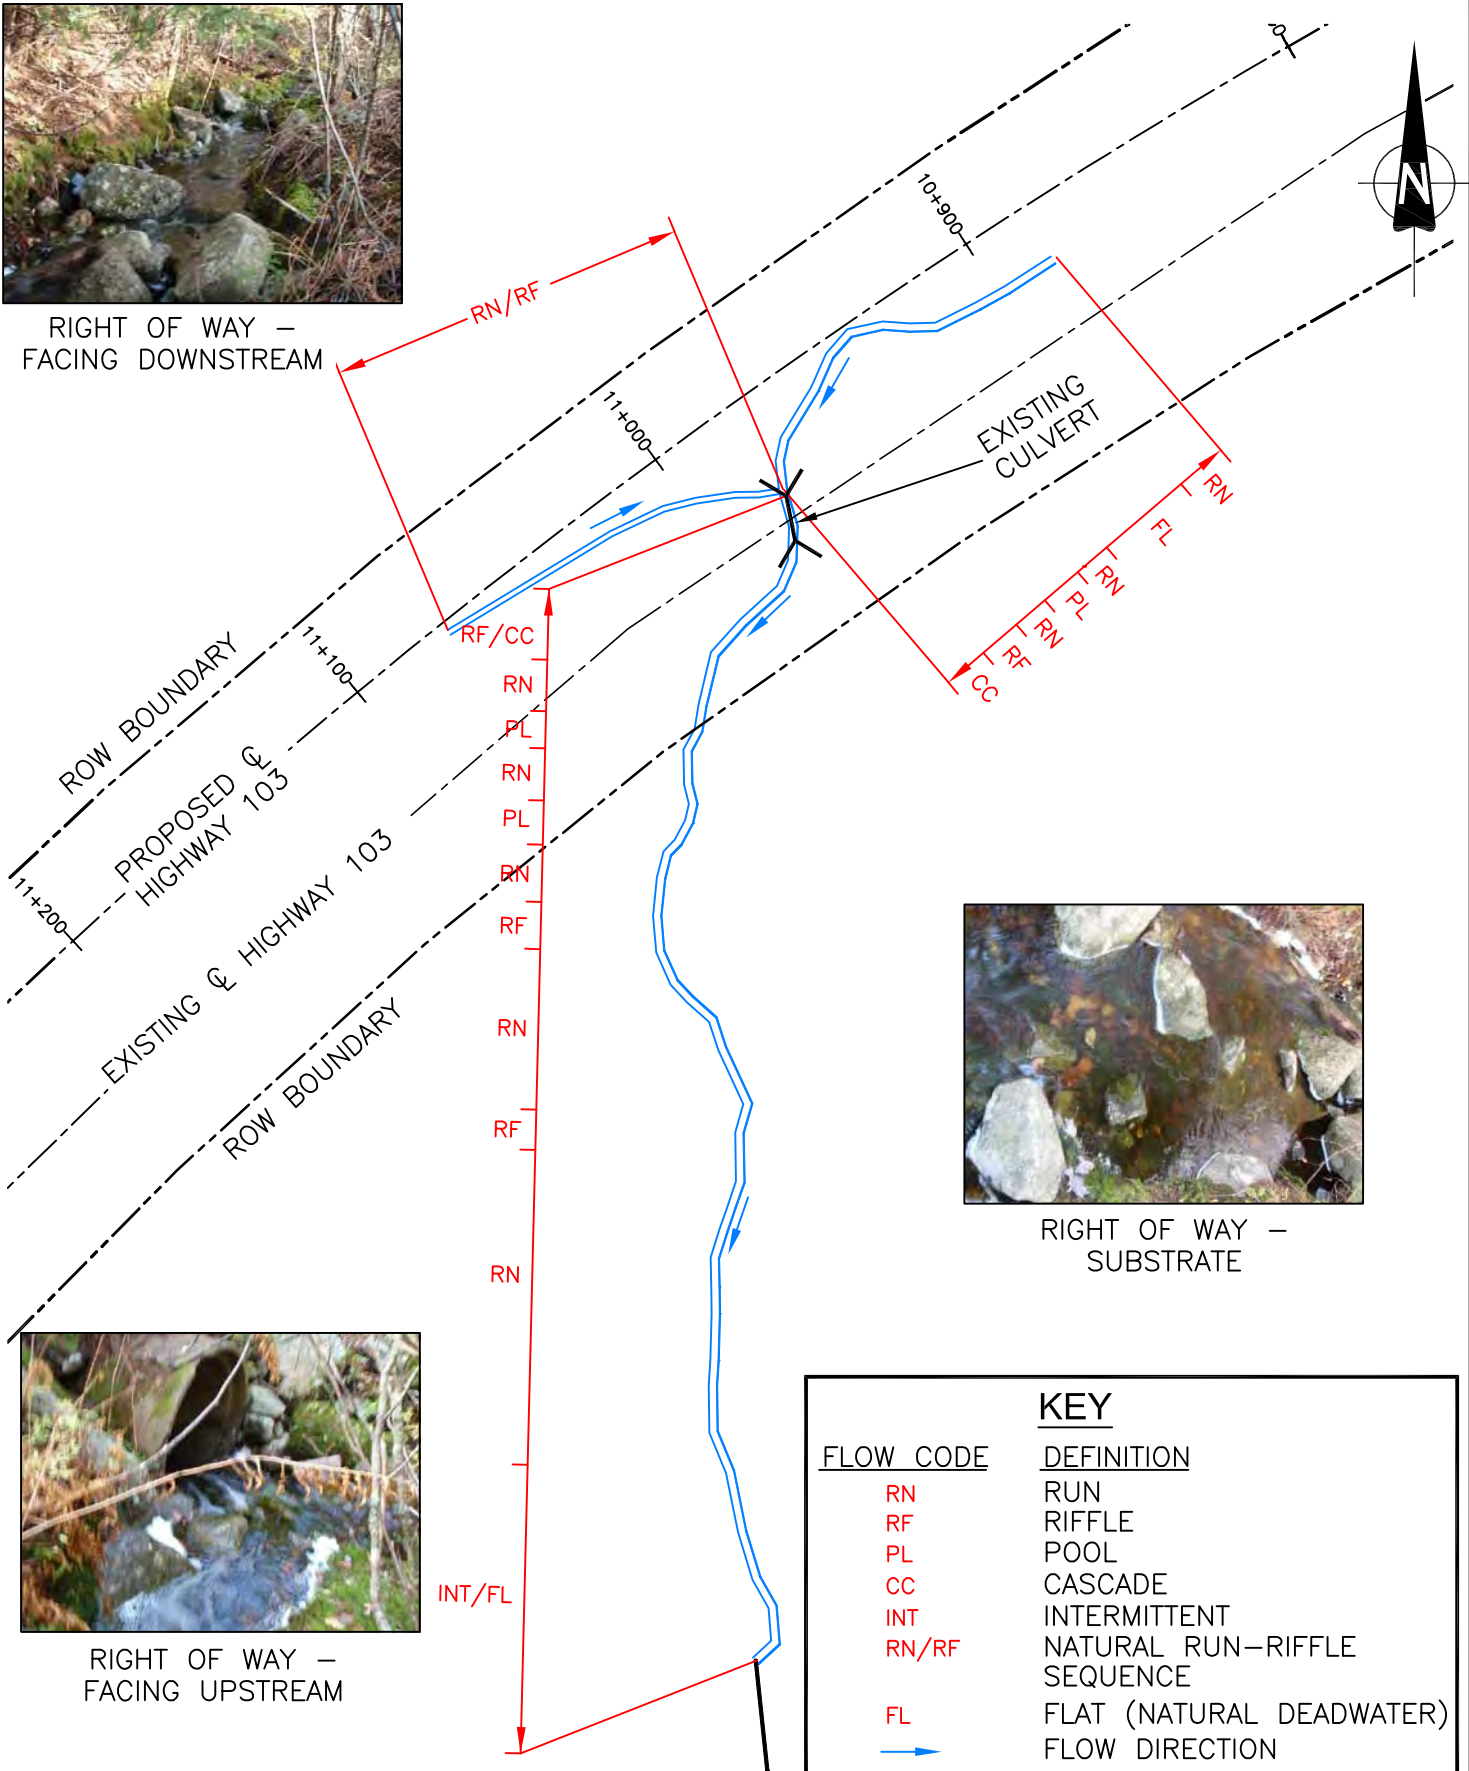 RIGHT OF WAY –
FACING DOWNSTREAM
N
10+900
11+000
11+100
11+200
RN/RF
EXISTING
CULVERT
RN
FL
RN
PL
RN
RF
CC
RF/CC
RN
PL
RN
PL
RN
RF
RN
RF
RN
INT/FL
ROW BOUNDARY
PROPOSED ℄
HIGHWAY 103
EXISTING ℄ HIGHWAY 103
ROW BOUNDARY
RIGHT OF WAY –
SUBSTRATE
RIGHT OF WAY –
FACING UPSTREAM
KEY
FLOW CODE DEFINITION
RN RUN
RF RIFFLE
PL POOL
CC CASCADE
INT INTERMITTENT
RN/RF NATURAL RUN–RIFFLE
SEQUENCE
FL FLAT (NATURAL DEADWATER)
FLOW DIRECTION